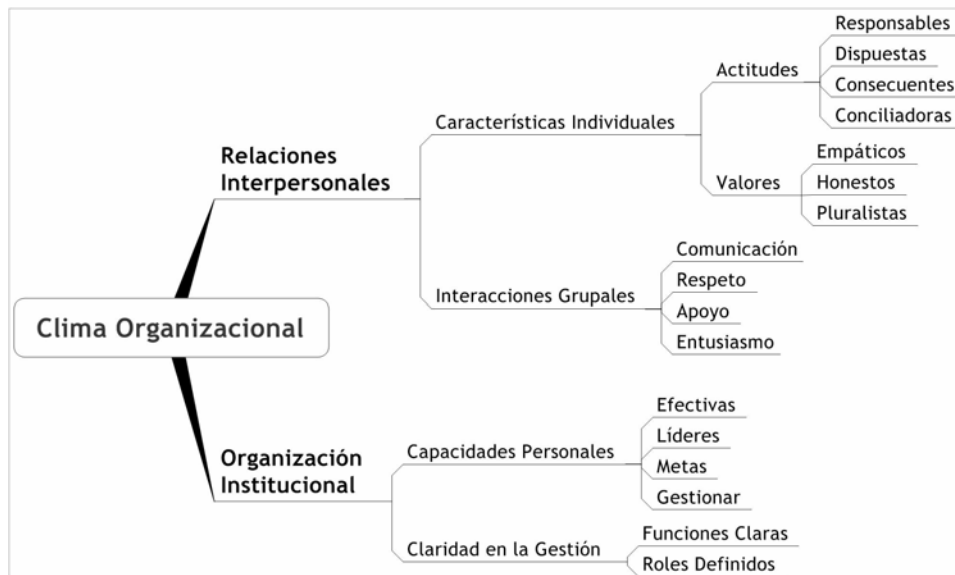 Clima Organizacional
Relaciones
Interpersonales
Características Individuales
Actitudes
Responsables
Dispuestas
Consecuentes
Conciliadoras
Valores
Empáticos
Honestos
Pluralistas
Interacciones Grupales
Comunicación
Respeto
Apoyo
Entusiasmo
Organización
Institucional
Capacidades Personales
Efectivas
Líderes
Metas
Gestionar
Claridad en la Gestión
Funciones Claras
Roles Definidos